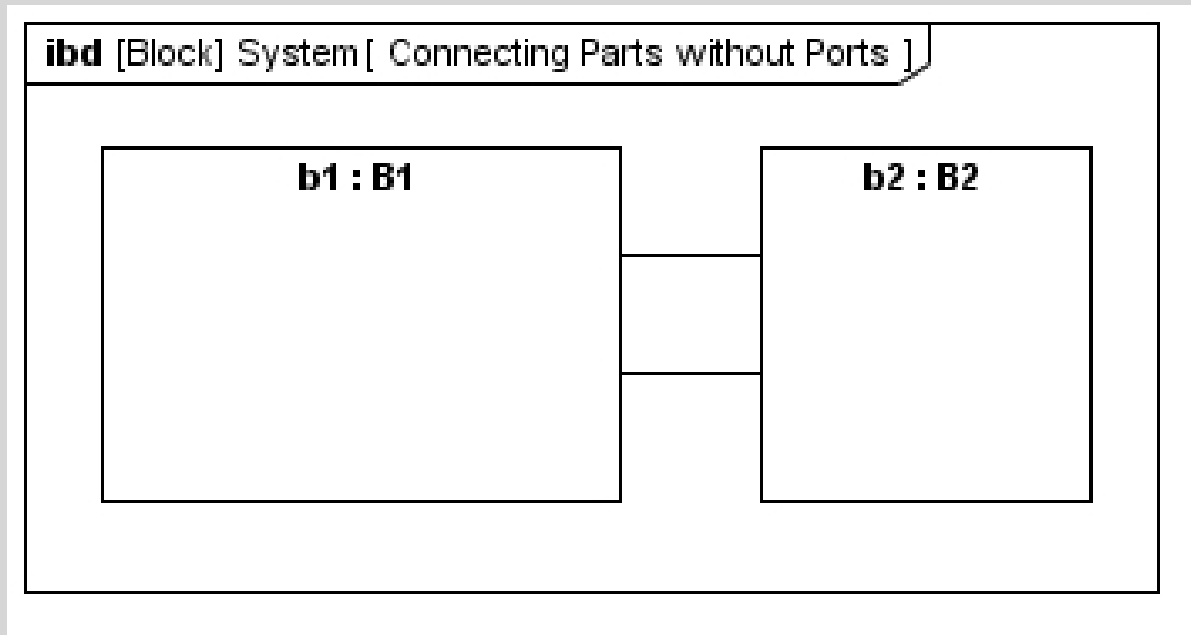 ibd [Block] System [ Connecting Parts without Ports ]
b1 : B1
b2 : B2